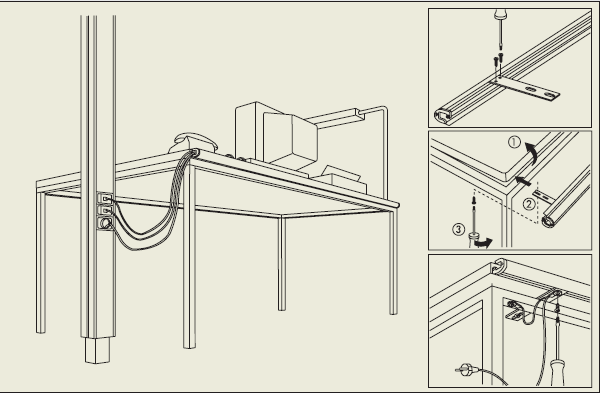 ①
②
③